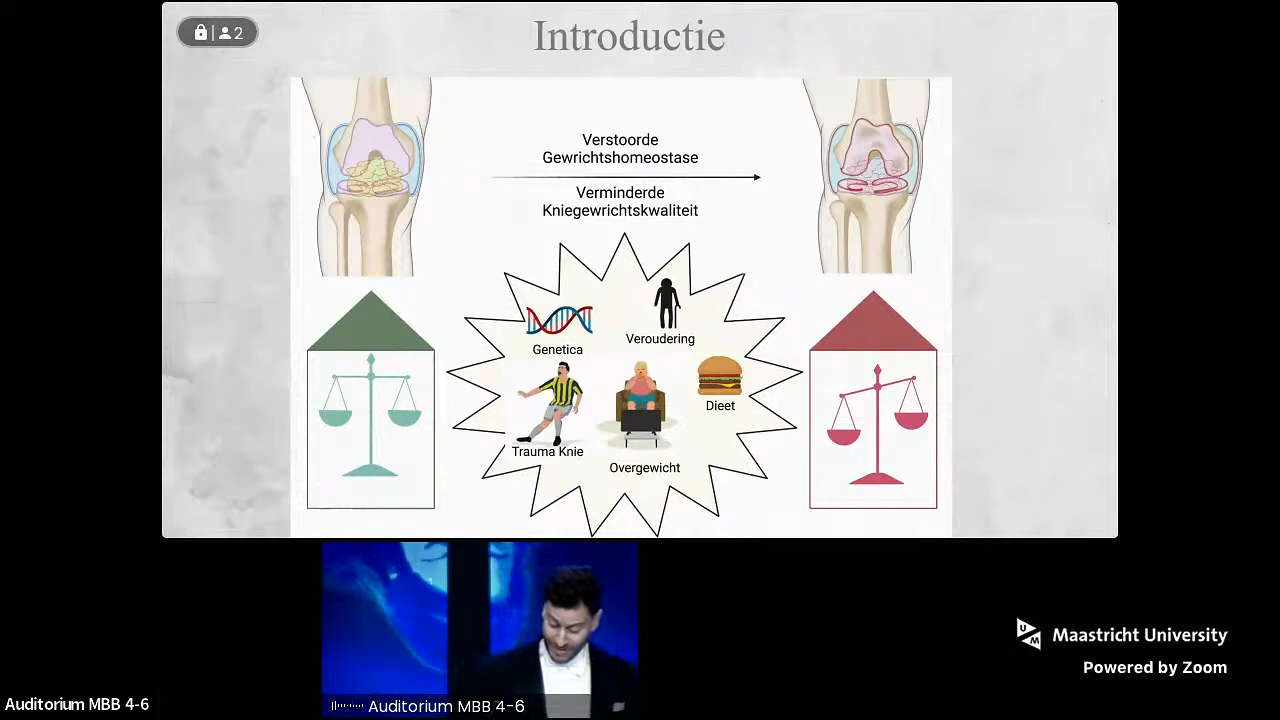 2
Introductie
Verstoorde
Gewrichtshomeostase
Verminderde
Kniegewrichtskwaliteit
Genetica
Veroudering
Dieet
Trauma Knie
Overgewicht
UM
Maastricht University
Powered by Zoom
Auditorium MBB 4-6
Auditorium MBB 4-6